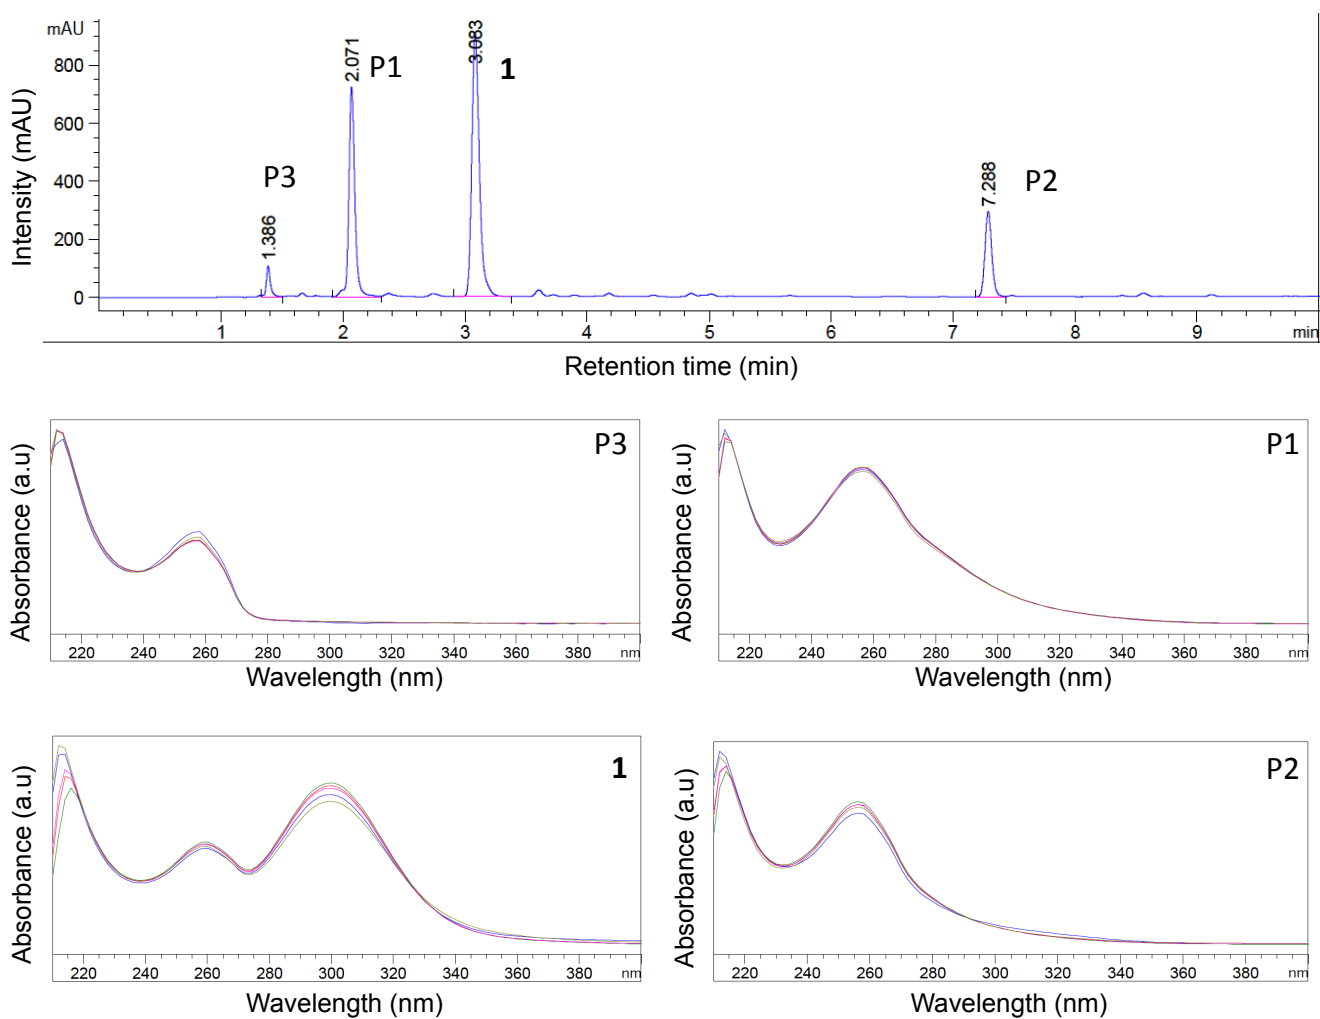 mAU
800
600
400
200
0
Intensity (mAU)
P3
1.386
2.071
P1
3.083
1
7.288
P2
1 2 3 4 5 6 7 8 9 min
Retention time (min)
P3
Absorbance (a.u)
220 240 260 280 300 320 340 360 380 nm
Wavelength (nm)
P1
Absorbance (a.u)
220 240 260 280 300 320 340 360 380 nm
Wavelength (nm)
1
Absorbance (a.u)
220 240 260 280 300 320 340 360 380 nm
Wavelength (nm)
P2
Absorbance (a.u)
220 240 260 280 300 320 340 360 380 nm
Wavelength (nm)